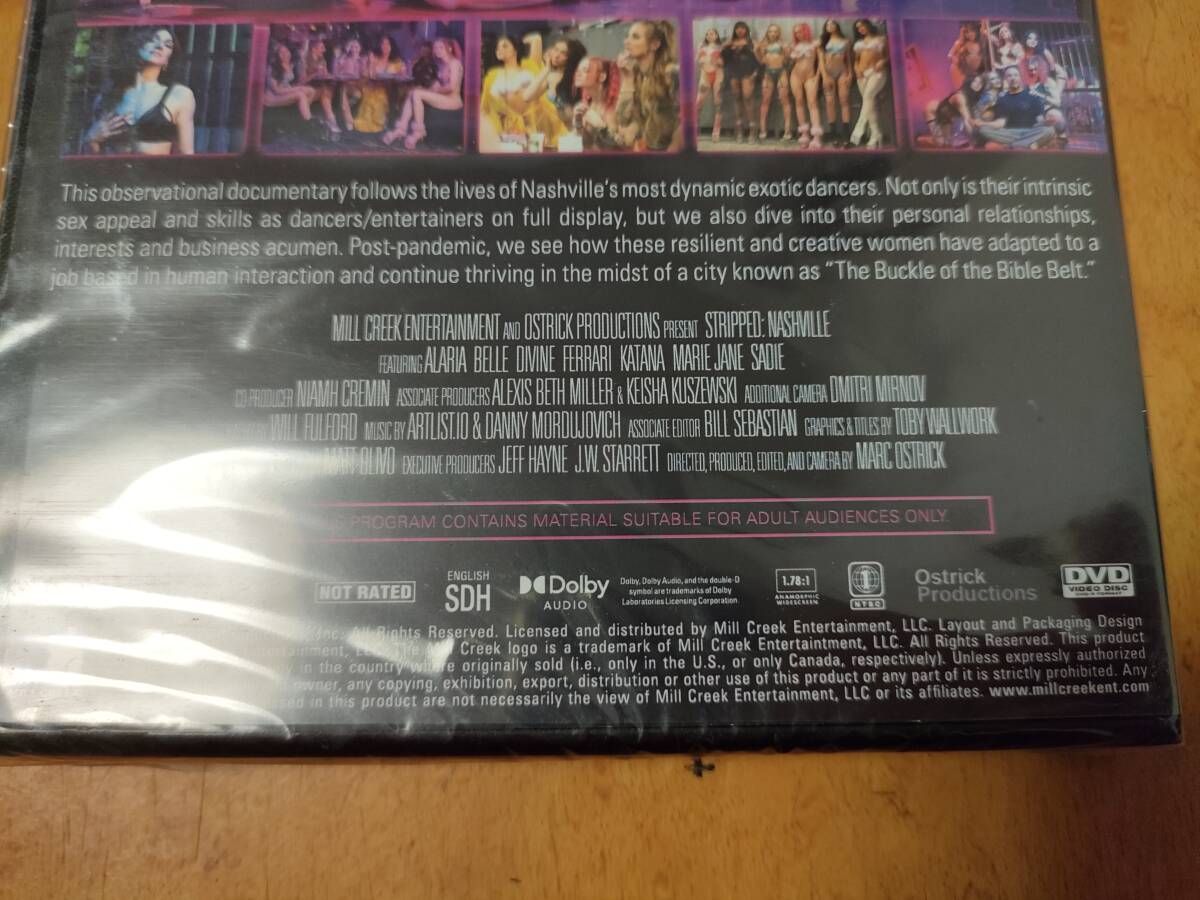 This observational documentary follows the lives of Nashville's most dynamic exotic dancers. Not only is their intrinsic
sex appeal and skills as dancers/entertainers on full display, but we also dive into their personal relationships,
interests and business acumen. Post-pandemic, we see how these resilient and creative women have adapted to a
job based in human interaction and continue thriving in the midst of a city known as “The Buckle of the Bible Belt.”
MILL CREEK ENTERTAINMENT AND OSTRICK PRODUCTIONS PRESENT STRIPPED: NASHVILLE
FEATURING ALARIA BELLE DIVINE FERRARI KATANA MARIE JANE SADIE
CO-PRODUCER NIAMH CREMIN ASSOCIATE PRODUCERS ALEXIS BETH MILLER & KEISHA KUSZEWSKI ADDITIONAL CAMERA DMITRI MIRNOV
BY WILL FULFORD MUSIC BY ARTLIST.IO & DANNY MORDUJOVICH ASSOCIATE EDITOR BILL SEBASTIAN GRAPHICS & TITLES BY TOBY WALLWORK
MATT OLIVO EXECUTIVE PRODUCERS JEFF HAYNE J.W. STARRETT DIRECTED, PRODUCED, EDITED, AND CAMERA BY MARC OSTRICK
PROGRAM CONTAINS MATERIAL SUITABLE FOR ADULT AUDIENCES ONLY.
NOT RATED
ENGLISH
SDH
Dolby
AUDIO
Dolby, Dolby Audio, and the double-D
symbol are trademarks of Dolby
Laboratories Licensing Corporation.
1.78:1
ANAMORPHIC
WIDESCREEN
1
NTSC
Ostrick
Productions
DVD
VIDEO DISC
Inc. All Rights Reserved. Licensed and distributed by Mill Creek Entertainment, LLC. Layout and Packaging Design
Creek logo is a trademark of Mill Creek Entertaintment, LLC. All Rights Reserved. This product
in the country where originally sold (i.e., only in the U.S., or only Canada, respectively). Unless expressly authorized
owner, any copying, exhibition, export, distribution or other use of this product or any part of it is strictly prohibited. Any
in this product are not necessarily the view of Mill Creek Entertainment, LLC or its affiliates. www.millcreekent.com